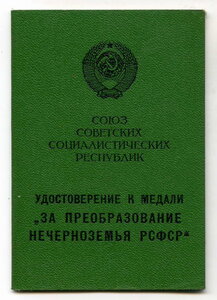 СОЮЗ
СОВЕТСКИХ
СОЦИАЛИСТИЧЕСКИХ
РЕСПУБЛИК
УДОСТОВЕРЕНИЕ К МЕДАЛИ
„ЗА ПРЕОБРАЗОВАНИЕ
НЕЧЕРНОЗЕМЬЯ РСФСР“